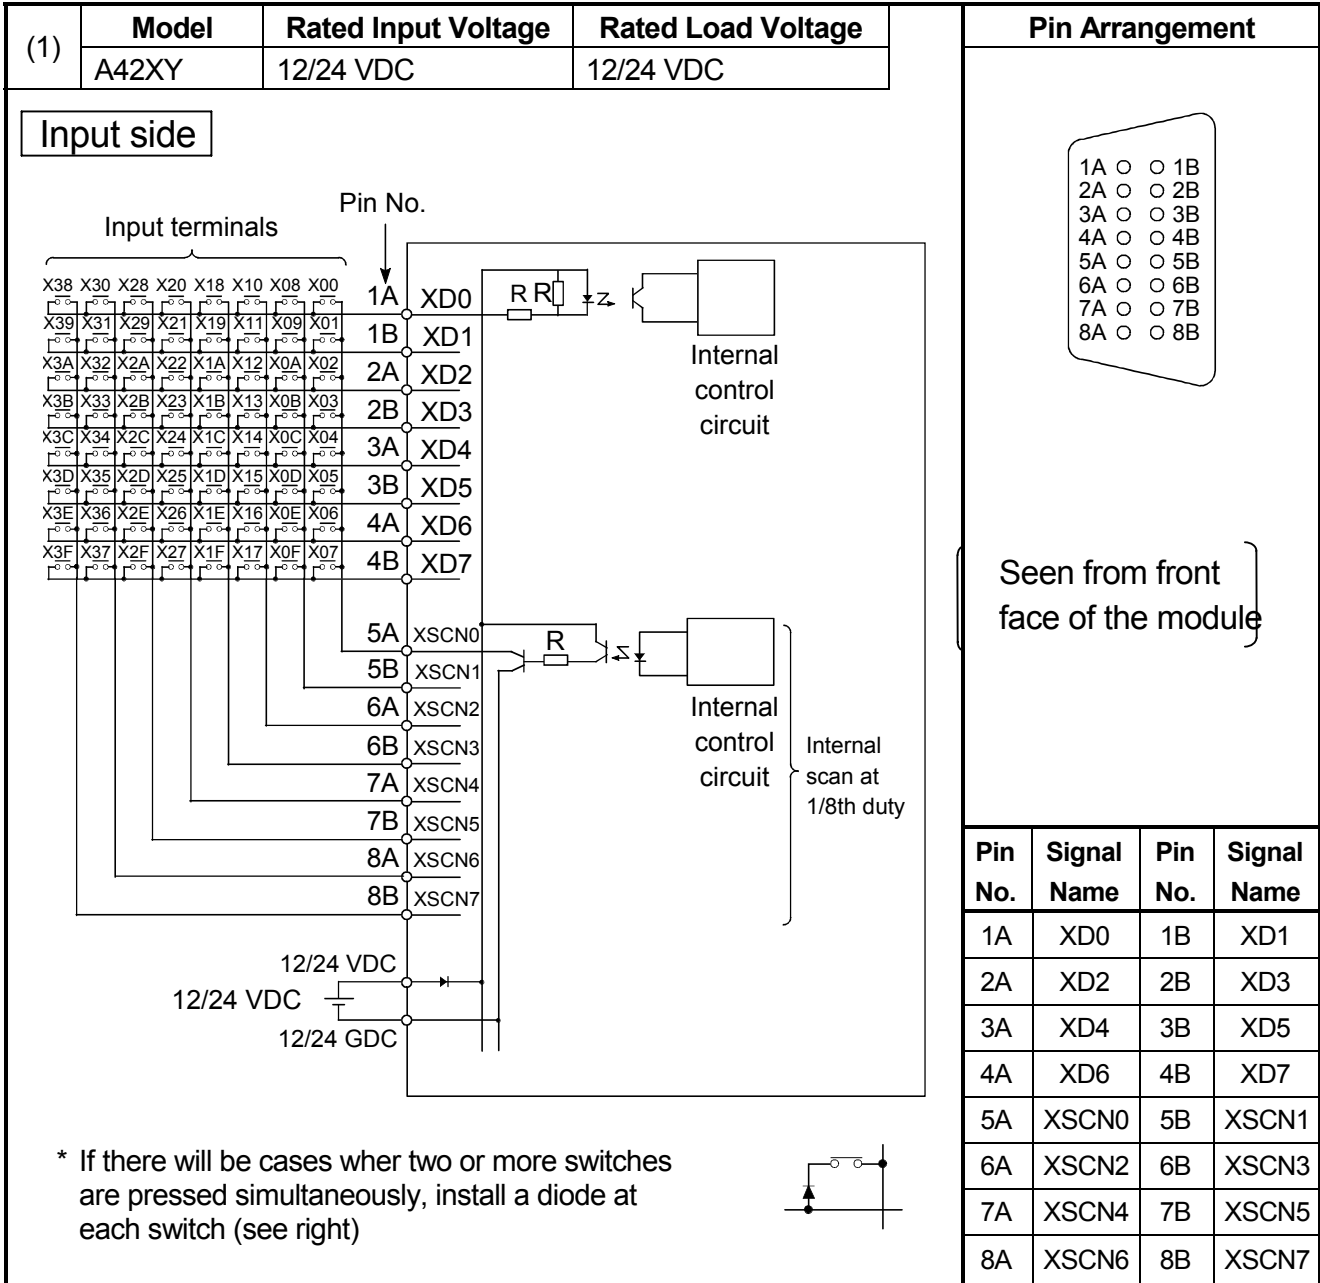 (1) Model Rated Input Voltage Rated Load Voltage
A42XY 12/24 VDC 12/24 VDC
Input side
Pin No.
Input terminals
X38 X30 X28 X20 X18 X10 X08 X00 1A XD0
X39 X31 X29 X21 X19 X11 X09 X01 1B XD1
X3A X32 X2A X22 X1A X12 X0A X02 2A XD2
X3B X33 X2B X23 X1B X13 X0B X03 2B XD3
X3C X34 X2C X24 X1C X14 X0C X04 3A XD4
X3D X35 X2D X25 X1D X15 X0D X05 3B XD5
X3E X36 X2E X26 X1E X16 X0E X06 4A XD6
X3F X37 X2F X27 X1F X17 X0F X07 4B XD7
R R
Internal
control
circuit
5A XSCN0
5B XSCN1
6A XSCN2
6B XSCN3
7A XSCN4
7B XSCN5
8A XSCN6
8B XSCN7
R
Internal
control
circuit
Internal
scan at
1/8th duty
12/24 VDC
12/24 VDC
12/24 GDC
* If there will be cases wher two or more switches
are pressed simultaneously, install a diode at
each switch (see right)
Pin Arrangement
1A 1B
2A 2B
3A 3B
4A 4B
5A 5B
6A 6B
7A 7B
8A 8B
Seen from front
face of the module
Pin Signal Pin Signal
No. Name No. Name
1A XD0 1B XD1
2A XD2 2B XD3
3A XD4 3B XD5
4A XD6 4B XD7
5A XSCN0 5B XSCN1
6A XSCN2 6B XSCN3
7A XSCN4 7B XSCN5
8A XSCN6 8B XSCN7